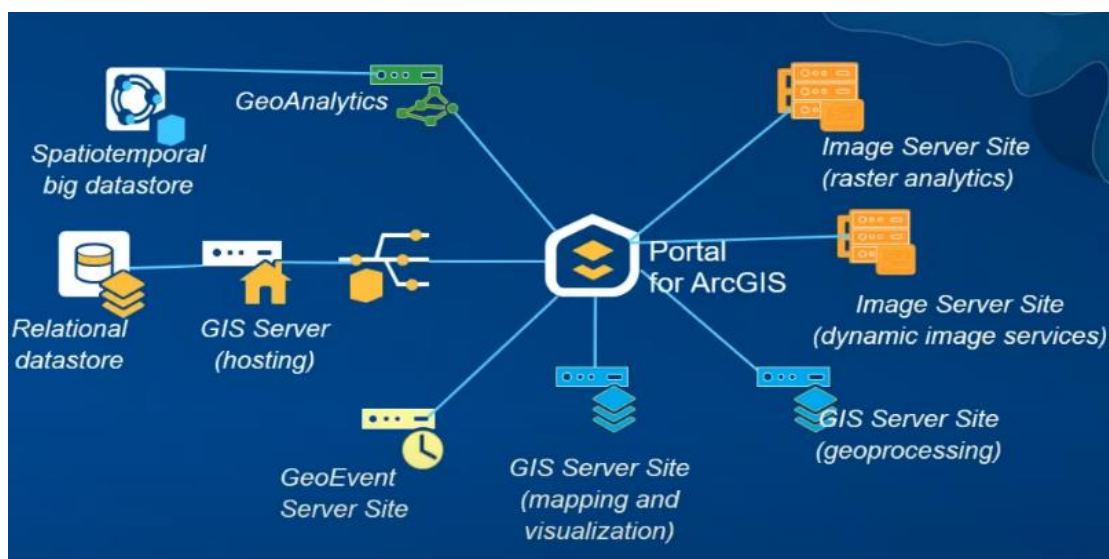 GeoAnalytics
Spatiotemporal
big datastore
Image Server Site
(raster analytics)
Portal
for ArcGIS
Relational
datastore
GIS Server
(hosting)
Image Server Site
(dynamic image services)
GeoEvent
Server Site
GIS Server Site
(mapping and
visualization)
GIS Server Site
(geoprocessing)